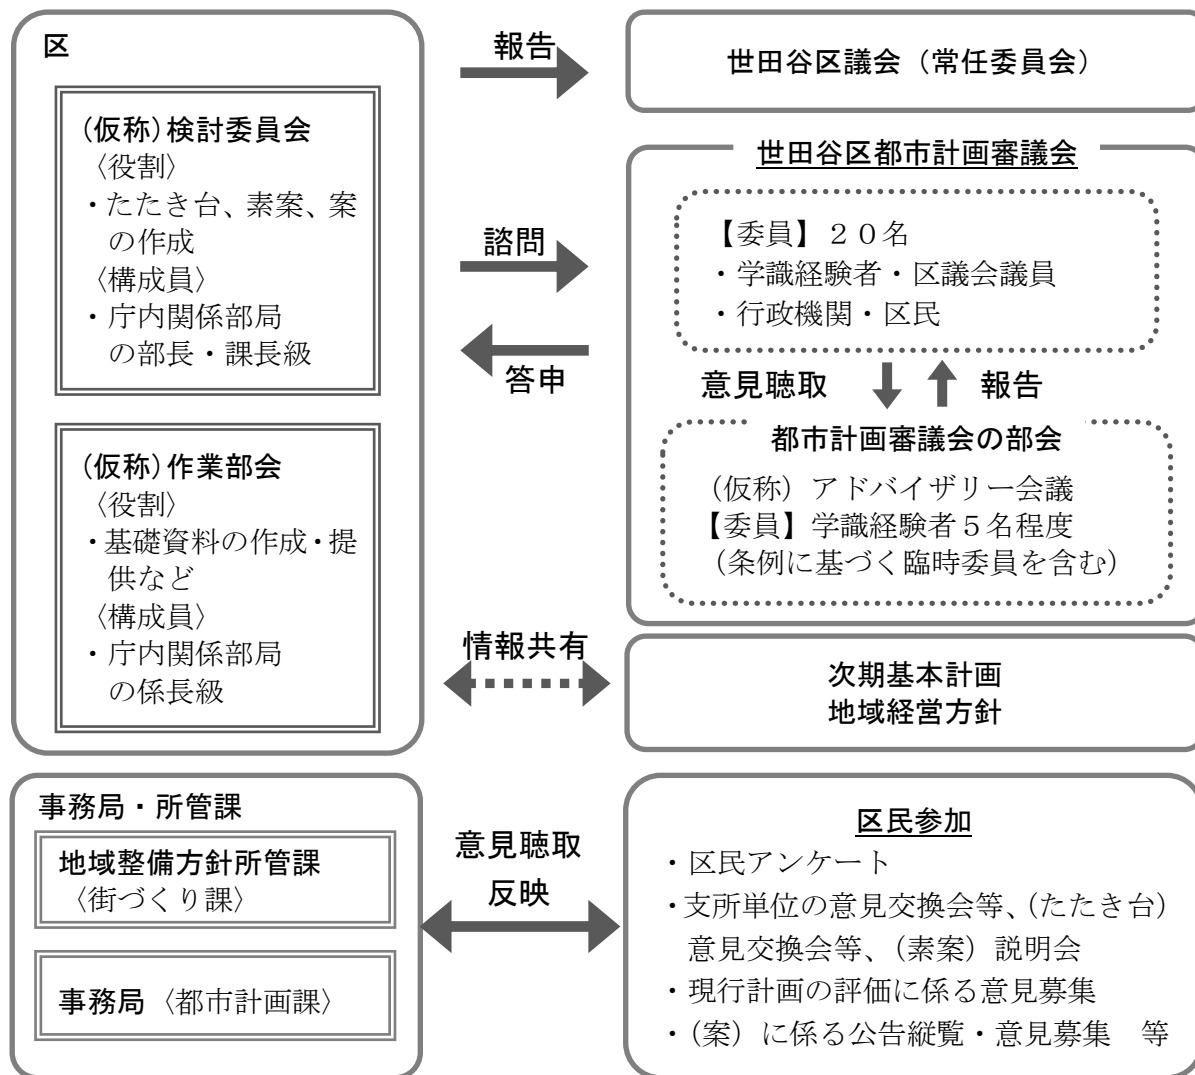 区
(仮称)検討委員会
〈役割〉
・たたき台、素案、案
の作成
〈構成員〉
・庁内関係部局
の部長・課長級
(仮称)作業部会
〈役割〉
・基礎資料の作成・提
供など
〈構成員〉
・庁内関係部局
の係長級
報告
諮問
答申
情報共有
世田谷区議会（常任委員会）
世田谷区都市計画審議会
【委員】２０名
・学識経験者・区議会議員
・行政機関・区民
意見聴取
報告
都市計画審議会の部会
（仮称）アドバイザリー会議
【委員】学識経験者５名程度
（条例に基づく臨時委員を含む）
次期基本計画
地域経営方針
事務局・所管課
地域整備方針所管課
〈街づくり課〉
事務局〈都市計画課〉
意見聴取
反映
区民参加
・区民アンケート
・支所単位の意見交換会等、（たたき台）
意見交換会等、（素案）説明会
・現行計画の評価に係る意見募集
・（案）に係る公告縦覧・意見募集　等